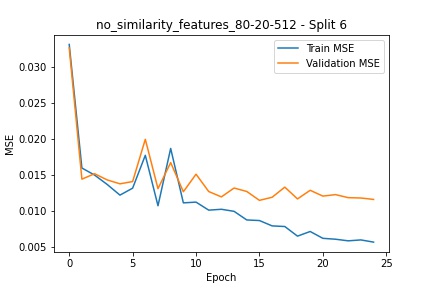 no_similarity_features_80-20-512 - Split 6
Train MSE
Validation MSE
MSE
0.030
0.025
0.020
0.015
0.010
0.005
0 5 10 15 20 25
Epoch